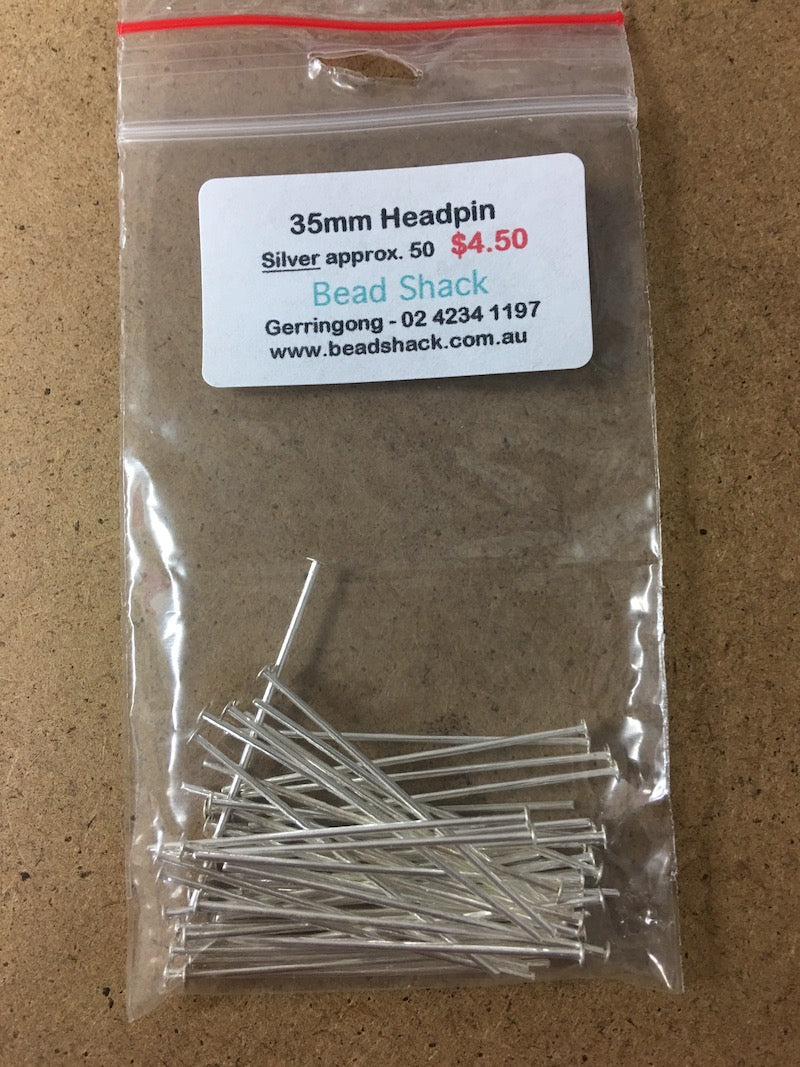 35mm Headpin
Silver approx. 50 $4.50
Bead Shack
Gerringong - 02 4234 1197
www.beadshack.com.au